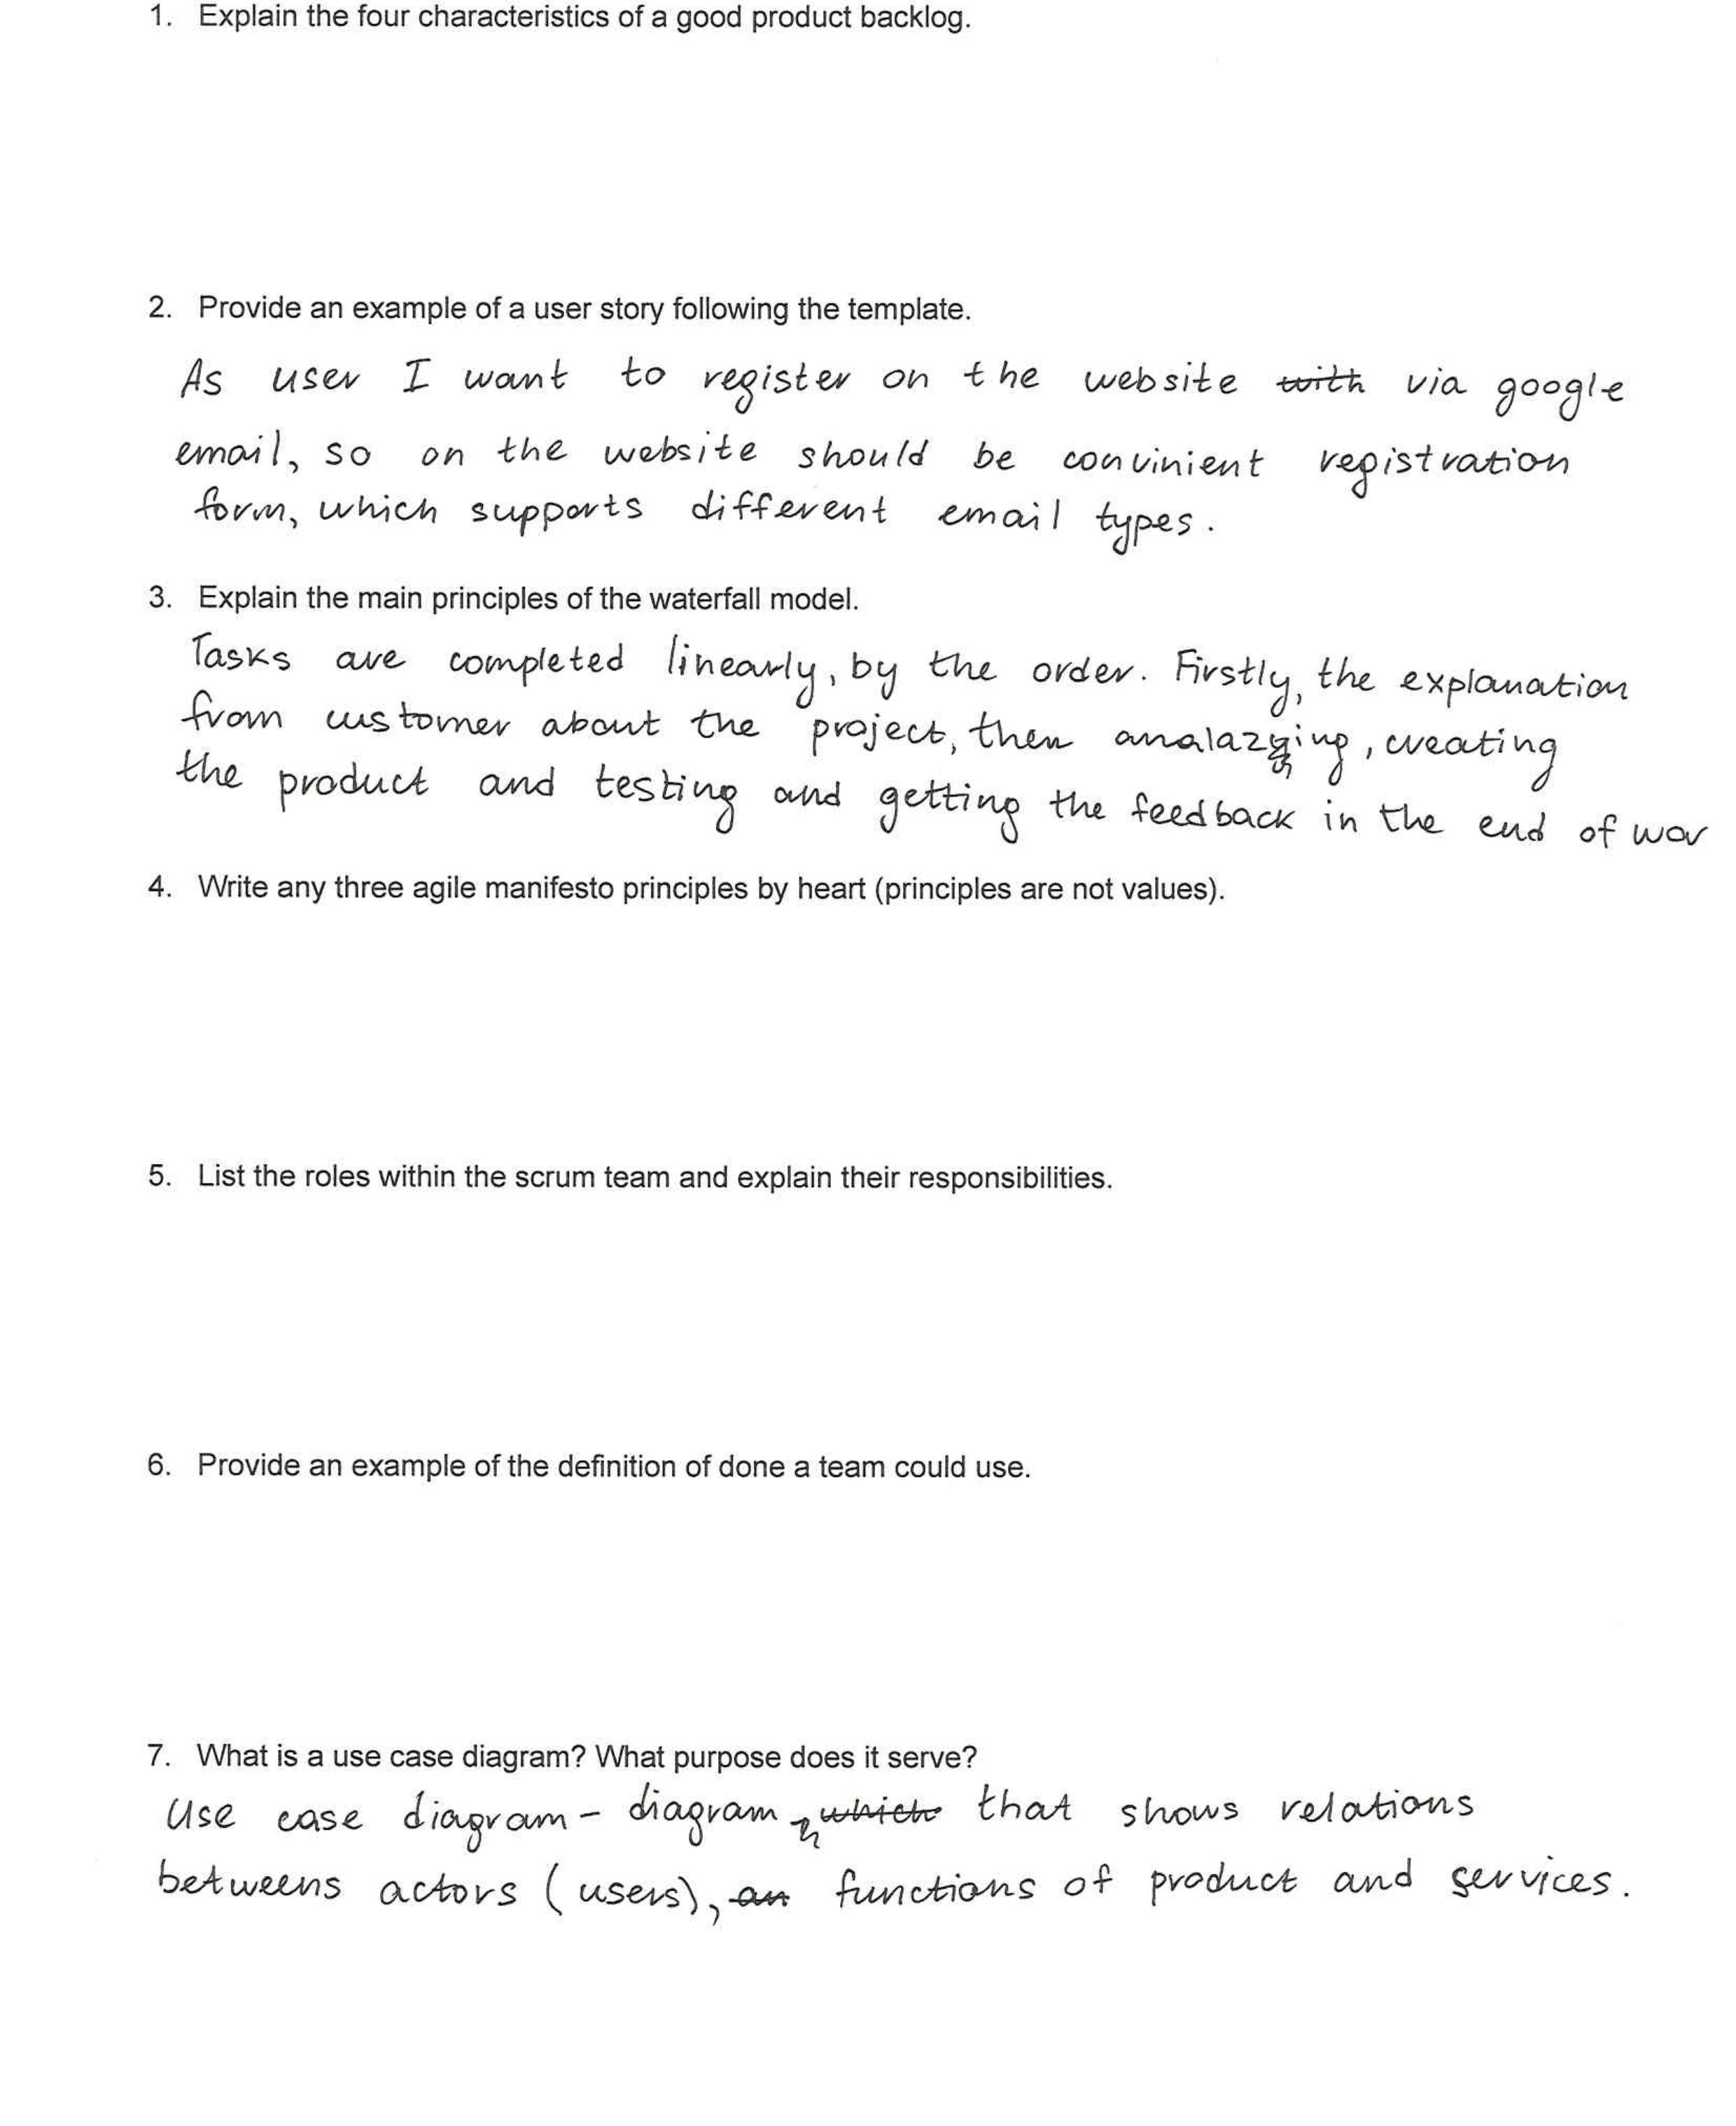 1. Explain the four characteristics of a good product backlog.
2. Provide an example of a user story following the template.
As user I want to register on the website with via google
email, so on the website should be convinient registration
form, which supports different email types.
3. Explain the main principles of the waterfall model.
Tasks are completed linearly, by the order. Firstly, the explanation
from customer about the project, then analazying, creating
the product and testing and getting the feedback in the end of wor
4. Write any three agile manifesto principles by heart (principles are not values).
5. List the roles within the scrum team and explain their responsibilities.
6. Provide an example of the definition of done a team could use.
7. What is a use case diagram? What purpose does it serve?
Use case diagram - diagram, which that shows relations
betweens actors (users), an functions of product and services.